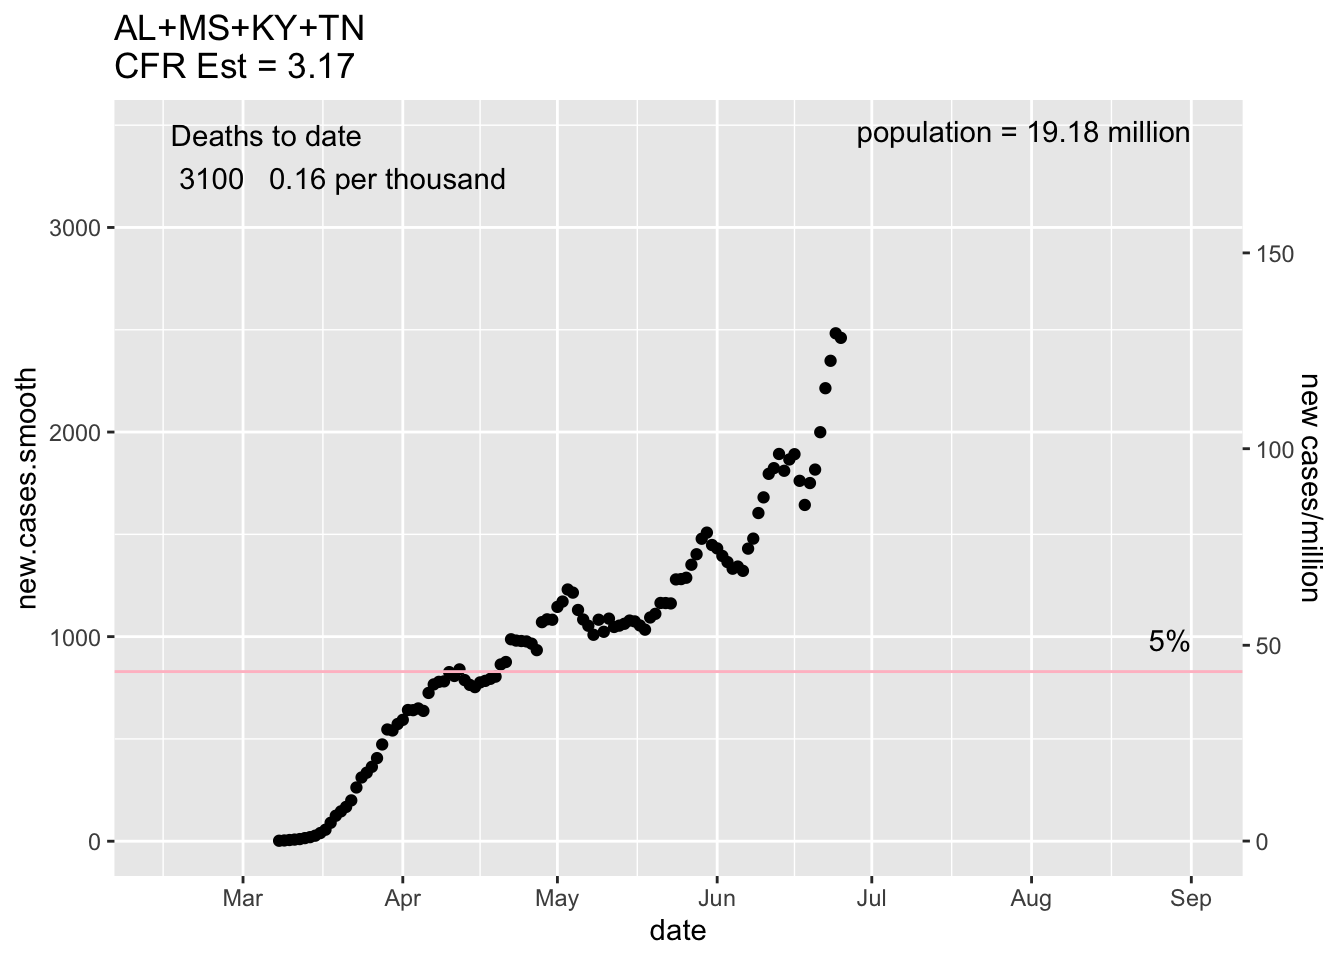 AL+MS+KY+TN
CFR Est = 3.17
Deaths to date
3100   0.16 per thousand
population = 19.18 million
3000
2000
1000
0
new.cases.smooth
150
100
50
0
new cases/million
5%
Mar
Apr
May
Jun
Jul
Aug
Sep
date